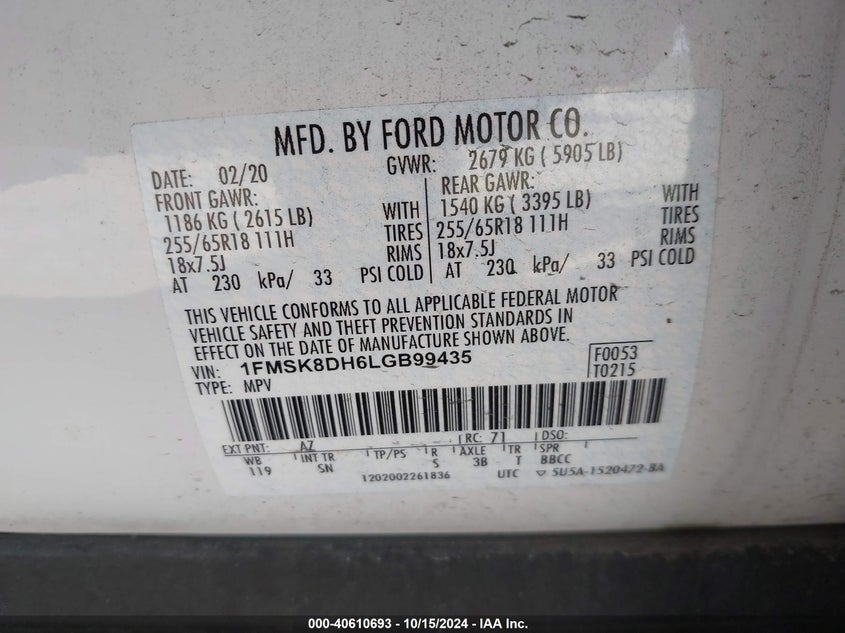 MFD. BY FORD MOTOR CO.
DATE: 02/20 GVWR: 2679 KG ( 5905 LB)
FRONT GAWR: REAR GAWR:
1186 KG ( 2615 LB) WITH 1540 KG ( 3395 LB) WITH
255/65R18 111H TIRES 255/65R18 111H TIRES
18x7.5J RIMS 18x7.5J RIMS
AT 230 kPa/ 33 PSI COLD AT 230 kPa/ 33 PSI COLD
THIS VEHICLE CONFORMS TO ALL APPLICABLE FEDERAL MOTOR
VEHICLE SAFETY AND THEFT PREVENTION STANDARDS IN
EFFECT ON THE DATE OF MANUFACTURE SHOWN ABOVE.
VIN: 1FMSK8DH6LGB99435 F0053
TYPE: MPV T0215
EXT PNT: AZ RC: 71 DSO:
WB INT TR TP/PS R AXLE TR SPR
119 SN S 3B T BBCC
1202002261836 UTC ▽ 5U5A-1520472-BA
000-40610693 - 10/15/2024 - IAA Inc.